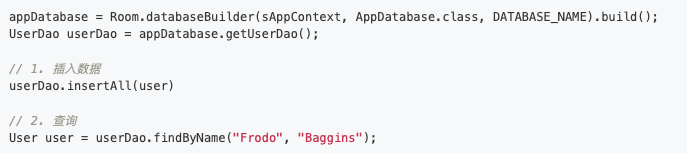 appDatabase = Room.databaseBuilder(sAppContext, AppDatabase.class, DATABASE_NAME).build();
UserDao userDao = appDatabase.getUserDao();
// 1. 插入数据
userDao.insertAll(user)
// 2. 查询
User user = userDao.findByName("Frodo", "Baggins");